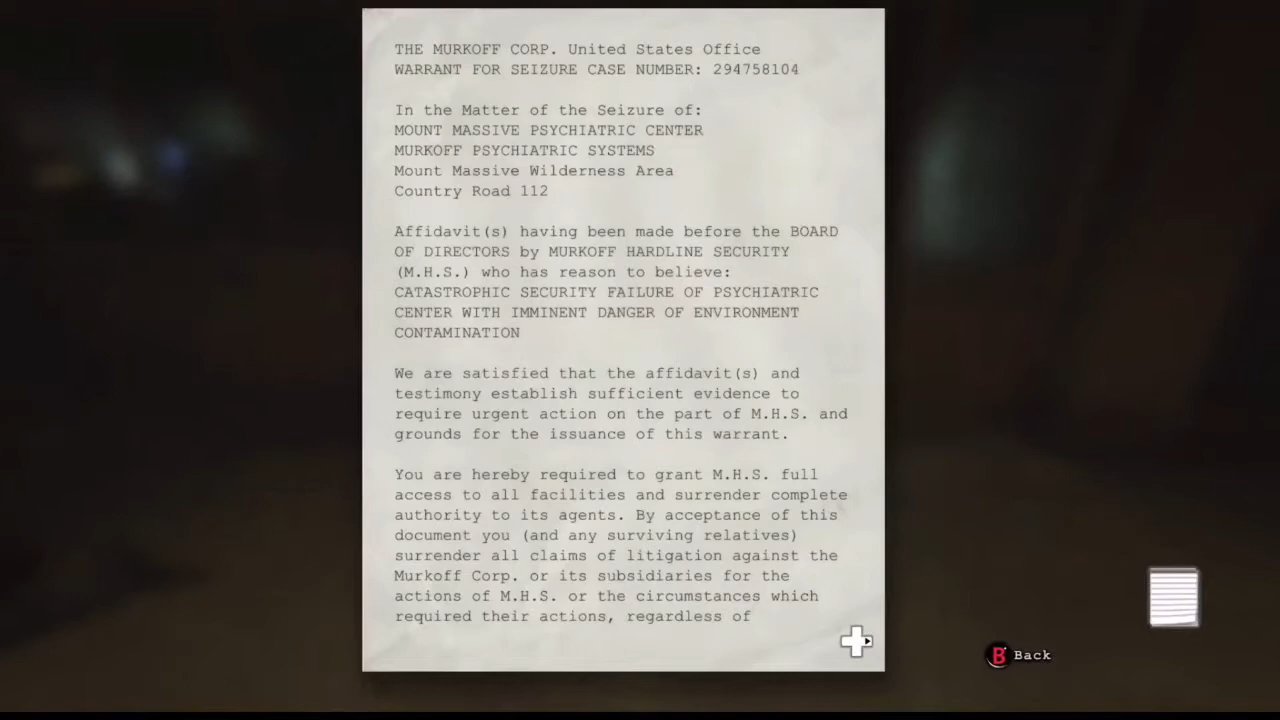 THE MURKOFF CORP. United States Office
WARRANT FOR SEIZURE CASE NUMBER: 294758104
In the Matter of the Seizure of:
MOUNT MASSIVE PSYCHIATRIC CENTER
MURKOFF PSYCHIATRIC SYSTEMS
Mount Massive Wilderness Area
Country Road 112
Affidavit(s) having been made before the BOARD
OF DIRECTORS by MURKOFF HARDLINE SECURITY
(M.H.S.) who has reason to believe:
CATASTROPHIC SECURITY FAILURE OF PSYCHIATRIC
CENTER WITH IMMINENT DANGER OF ENVIRONMENT
CONTAMINATION
We are satisfied that the affidavit(s) and
testimony establish sufficient evidence to
require urgent action on the part of M.H.S. and
grounds for the issuance of this warrant.
You are hereby required to grant M.H.S. full
access to all facilities and surrender complete
authority to its agents. By acceptance of this
document you (and any surviving relatives)
surrender all claims of litigation against the
Murkoff Corp. or its subsidiaries for the
actions of M.H.S. or the circumstances which
required their actions, regardless of
B Back